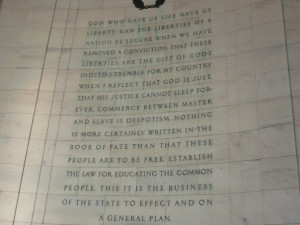 GOD WHO GAVE US LIFE GAVE US
LIBERTY. CAN THE LIBERTIES OF A
NATION BE SECURE WHEN WE HAVE
REMOVED A CONVICTION THAT THESE
LIBERTIES ARE THE GIFT OF GOD?
INDEED I TREMBLE FOR MY COUNTRY
WHEN I REFLECT THAT GOD IS JUST,
THAT HIS JUSTICE CANNOT SLEEP FOR-
EVER. COMMERCE BETWEEN MASTER
AND SLAVE IS DESPOTISM. NOTHING
IS MORE CERTAINLY WRITTEN IN THE
BOOK OF FATE THAN THAT THESE
PEOPLE ARE TO BE FREE. ESTABLISH
THE LAW FOR EDUCATING THE COMMON
PEOPLE. THIS IT IS THE BUSINESS
OF THE STATE TO EFFECT AND ON
A GENERAL PLAN.